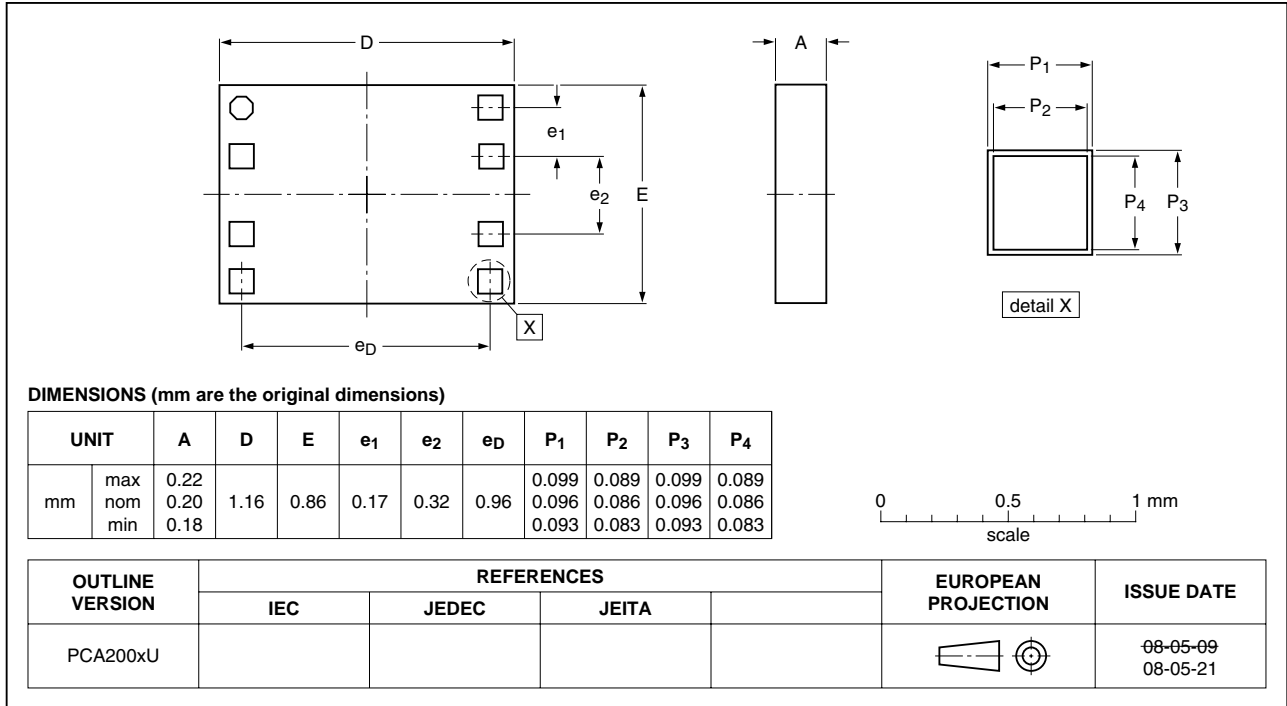 D
A
P1
P2
e1
e2
E
P4
P3
X
eD
detail X
DIMENSIONS (mm are the original dimensions)
UNIT A D E e1 e2 eD P1 P2 P3 P4
mm max 0.22 1.16 0.86 0.17 0.32 0.96 0.099 0.089 0.099 0.089
nom 0.20 0.096 0.086 0.096 0.086
min 0.18 0.093 0.083 0.093 0.083
0 0.5 1 mm
scale
OUTLINE VERSION REFERENCES EUROPEAN PROJECTION ISSUE DATE
IEC JEDEC JEITA
PCA200xU 08-05-09
08-05-21